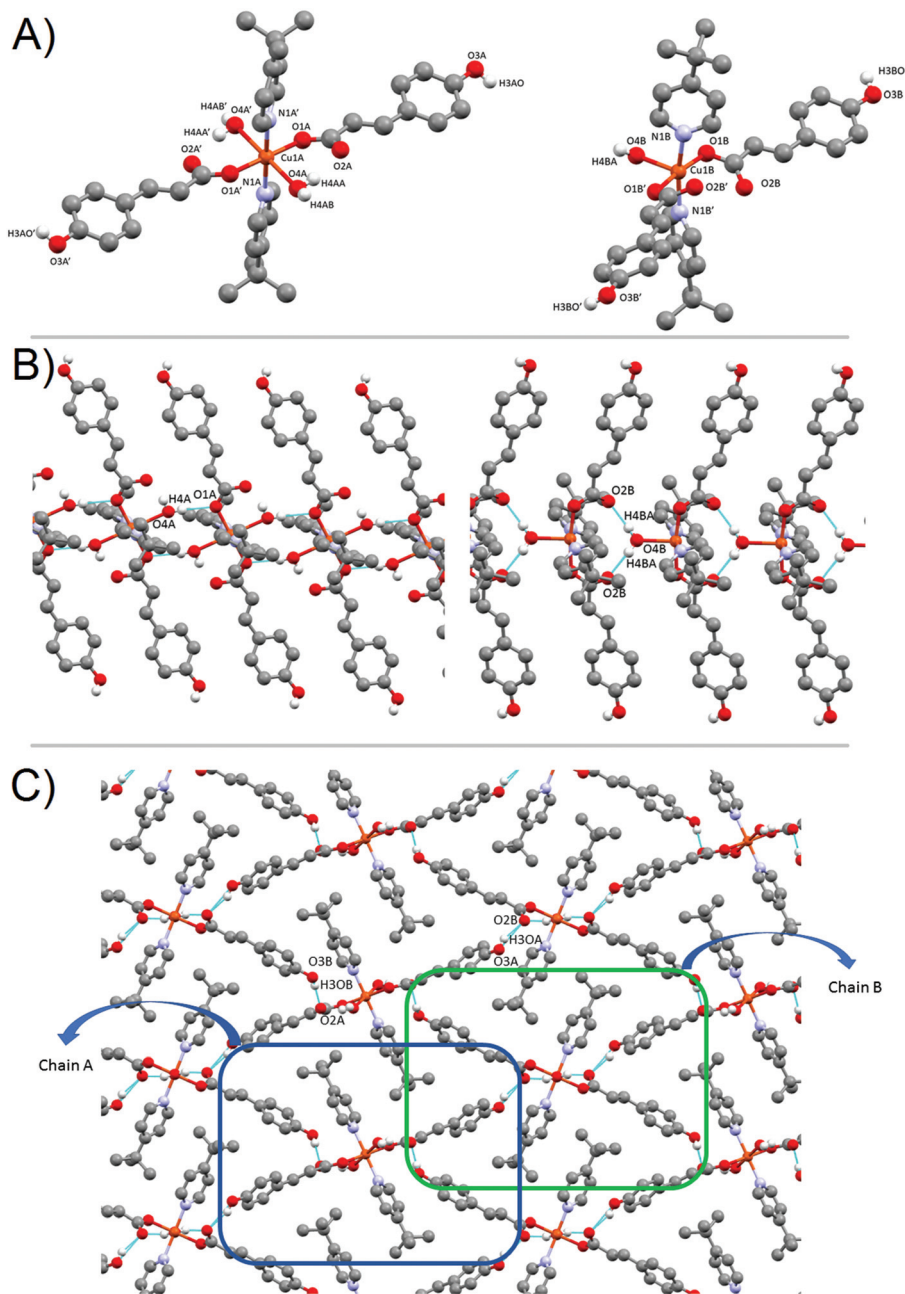 A)
O3A
H3AO
H4AB'
O4A'
N1A'
H4AA'
O1A
O2A'
Cu1A
O2A
O4A
O1A'
N1A
H4AA
H4AB
H3AO'
O3A'
H3BO
O3B
N1B
O1B
O4B
H4BA
Cu1B
O1B'
O2B'
O2B
N1B'
H3BO'
O3B'
B)
H4A
O1A
O4A
O2B
H4BA
O4B
H4BA
O2B
C)
O2B
H3OA
O3A
O3B
H3OB
O2A
Chain B
Chain A